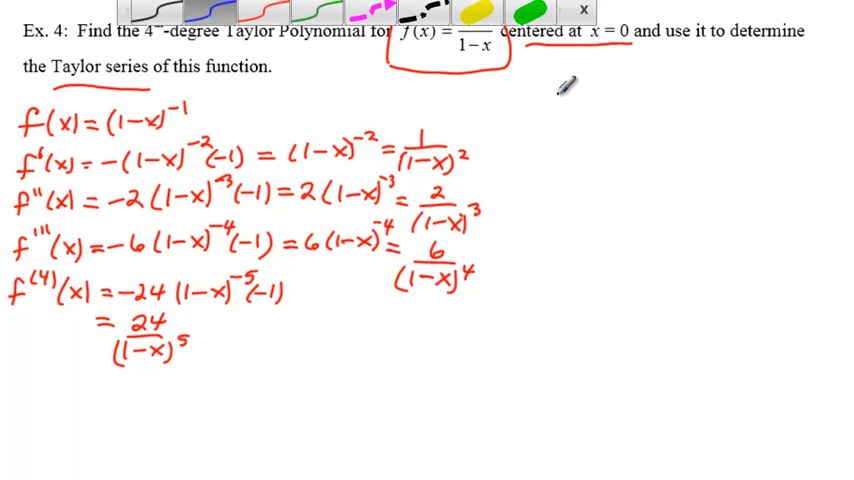 Ex. 4: Find the 4th-degree Taylor Polynomial for f(x) = 1/(1−x) centered at x = 0 and use it to determine
the Taylor series of this function.
f(x) = (1−x)^−1
f'(x) = −(1−x)^−2(−1) = (1−x)^−2 = 1/(1−x)^2
f''(x) = −2(1−x)^−3(−1) = 2(1−x)^−3 = 2/(1−x)^3
f'''(x) = −6(1−x)^−4(−1) = 6(1−x)^−4 = 6/(1−x)^4
f^(4)(x) = −24(1−x)^−5(−1)
= 24/(1−x)^5